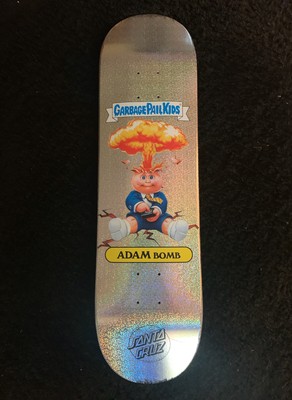 GARBAGE PAIL KIDS
ADAM BOMB
SANTA
CRUZ